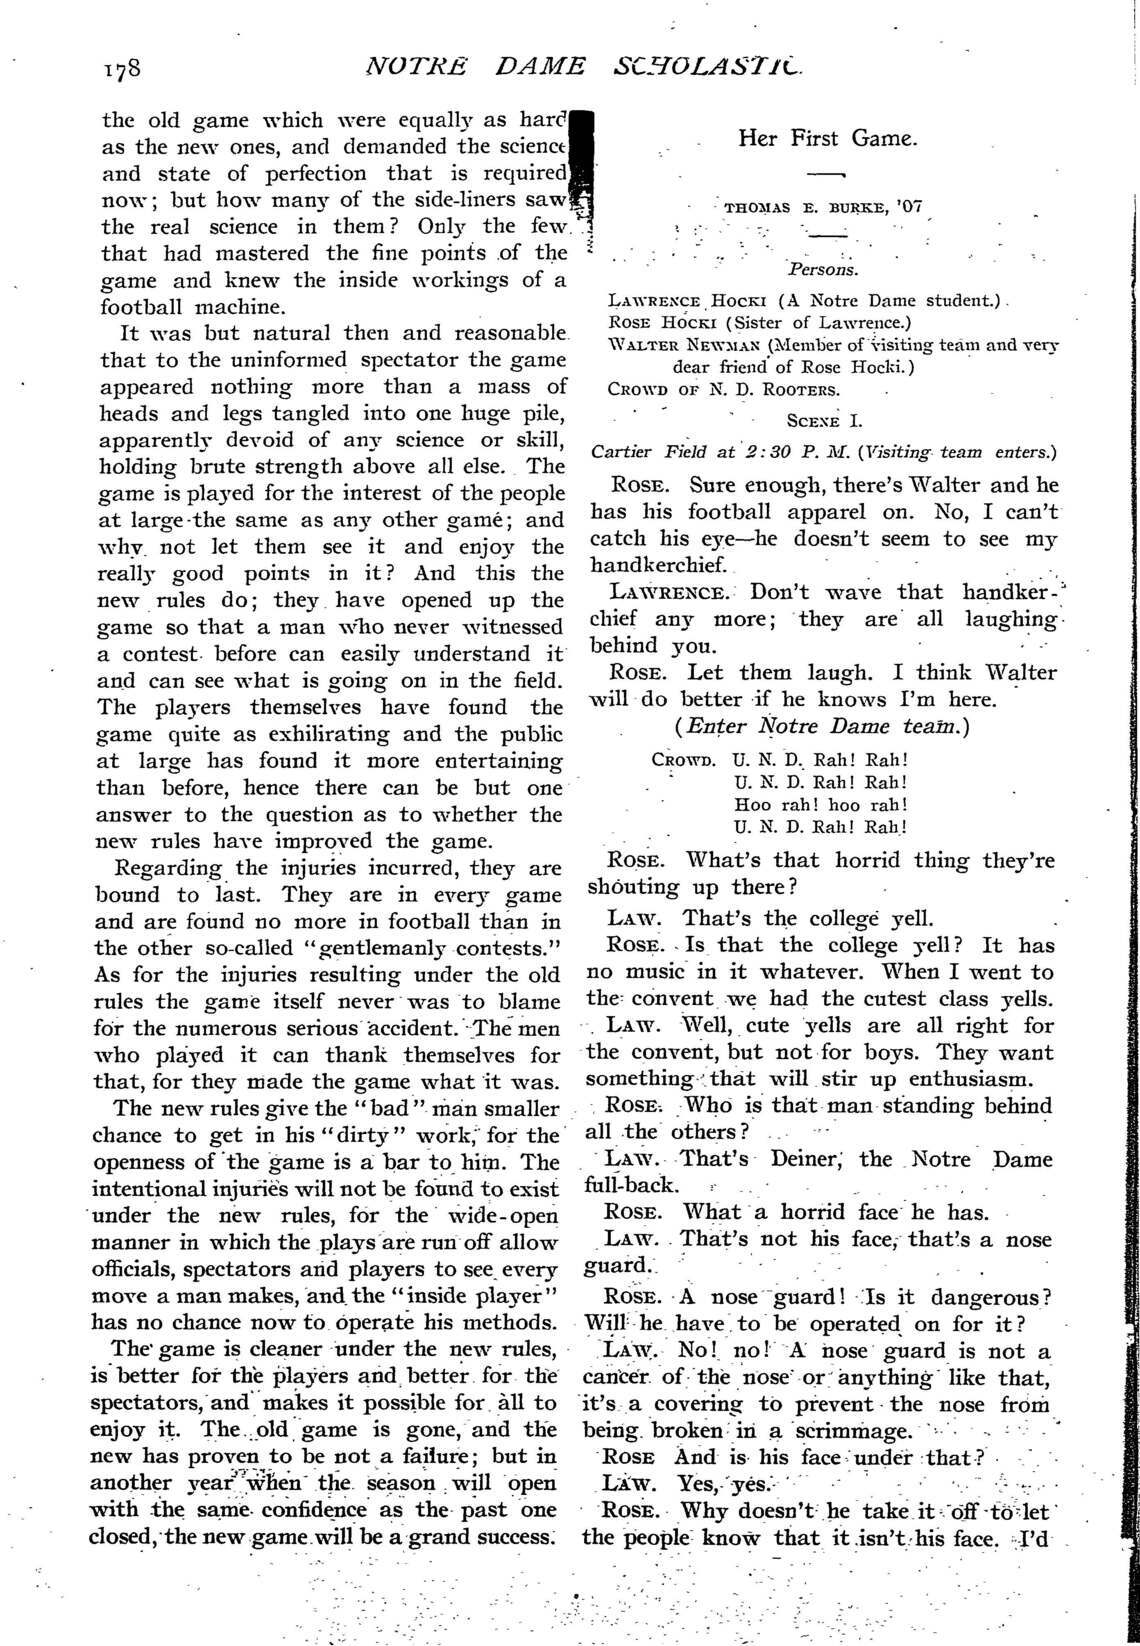 178 NOTRE DAME SCHOLASTIC.
the old game which were equally as hard
as the new ones, and demanded the science
and state of perfection that is required
now; but how many of the side-liners saw
the real science in them? Only the few
that had mastered the fine points of the
game and knew the inside workings of a
football machine.
It was but natural then and reasonable
that to the uninformed spectator the game
appeared nothing more than a mass of
heads and legs tangled into one huge pile,
apparently devoid of any science or skill,
holding brute strength above all else. The
game is played for the interest of the people
at large the same as any other game; and
why not let them see it and enjoy the
really good points in it? And this the
new rules do; they have opened up the
game so that a man who never witnessed
a contest before can easily understand it
and can see what is going on in the field.
The players themselves have found the
game quite as exhilirating and the public
at large has found it more entertaining
than before, hence there can be but one
answer to the question as to whether the
new rules have improved the game.
Regarding the injuries incurred, they are
bound to last. They are in every game
and are found no more in football than in
the other so-called "gentlemanly contests."
As for the injuries resulting under the old
rules the game itself never was to blame
for the numerous serious accident. The men
who played it can thank themselves for
that, for they made the game what it was.
The new rules give the "bad" man smaller
chance to get in his "dirty" work, for the
openness of the game is a bar to him. The
intentional injuries will not be found to exist
under the new rules, for the wide-open
manner in which the plays are run off allow
officials, spectators and players to see every
move a man makes, and the "inside player"
has no chance now to operate his methods.
The game is cleaner under the new rules,
is better for the players and better for the
spectators, and makes it possible for all to
enjoy it. The old game is gone, and the
new has proven to be not a failure; but in
another year when the season will open
with the same confidence as the past one
closed, the new game will be a grand success.
Her First Game.
THOMAS E. BURKE, '07
Persons.
LAWRENCE HOCKI (A Notre Dame student.)
ROSE HOCKI (Sister of Lawrence.)
WALTER NEWMAN (Member of visiting team and very
dear friend of Rose Hocki.)
CROWD OF N. D. ROOTERS.
SCENE I.
Cartier Field at 2:30 P. M. (Visiting team enters.)
ROSE. Sure enough, there's Walter and he
has his football apparel on. No, I can't
catch his eye—he doesn't seem to see my
handkerchief.
LAWRENCE. Don't wave that handker-
chief any more; they are all laughing
behind you.
ROSE. Let them laugh. I think Walter
will do better if he knows I'm here.
(Enter Notre Dame team.)
CROWD. U. N. D. Rah! Rah!
U. N. D. Rah! Rah!
Hoo rah! hoo rah!
U. N. D. Rah! Rah!
ROSE. What's that horrid thing they're
shouting up there?
LAW. That's the college yell.
ROSE. Is that the college yell? It has
no music in it whatever. When I went to
the convent we had the cutest class yells.
LAW. Well, cute yells are all right for
the convent, but not for boys. They want
something that will stir up enthusiasm.
ROSE. Who is that man standing behind
all the others?
LAW. That's Deiner, the Notre Dame
full-back.
ROSE. What a horrid face he has.
LAW. That's not his face, that's a nose
guard.
ROSE. A nose guard! Is it dangerous?
Will he have to be operated on for it?
LAW. No! no! A nose guard is not a
cancer of the nose or anything like that,
it's a covering to prevent the nose from
being broken in a scrimmage.
ROSE And is his face under that?
LAW. Yes, yes.
ROSE. Why doesn't he take it off to let
the people know that it isn't his face. I'd